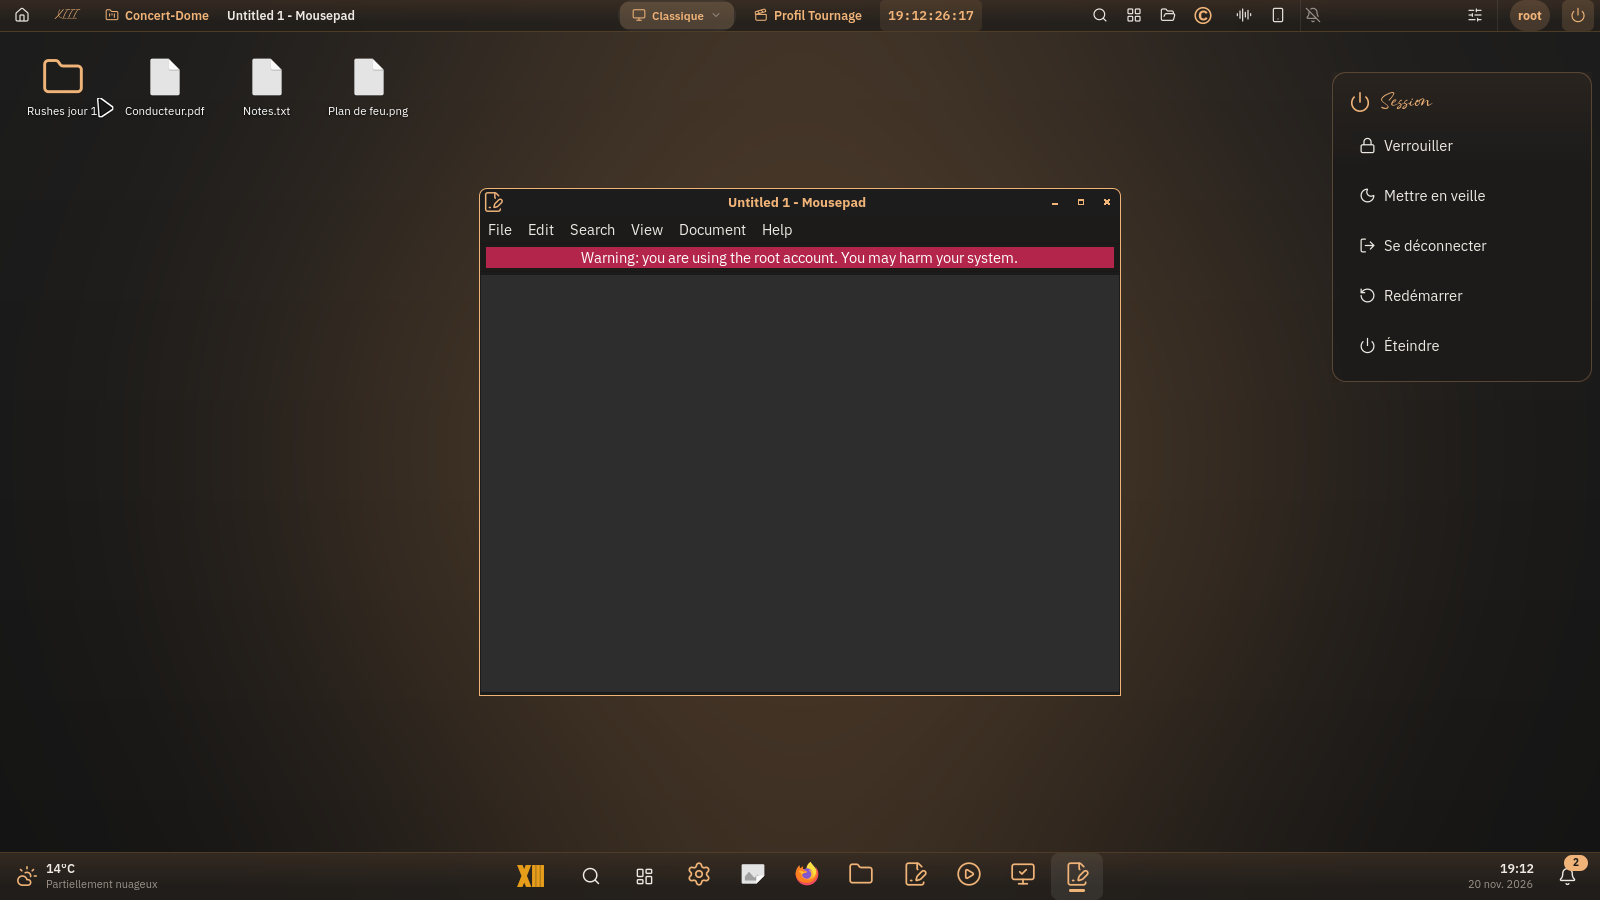 Concert-Dome
Untitled 1 - Mousepad
Classique
Profil Tournage
19:12:26:17
root
Rushes jour 1
Conducteur.pdf
Notes.txt
Plan de feu.png
Session
Verrouiller
Mettre en veille
Se déconnecter
Redémarrer
Éteindre
Untitled 1 - Mousepad
File Edit Search View Document Help
Warning: you are using the root account. You may harm your system.
14°C
Partiellement nuageux
XIII
19:12
20 nov. 2026
2